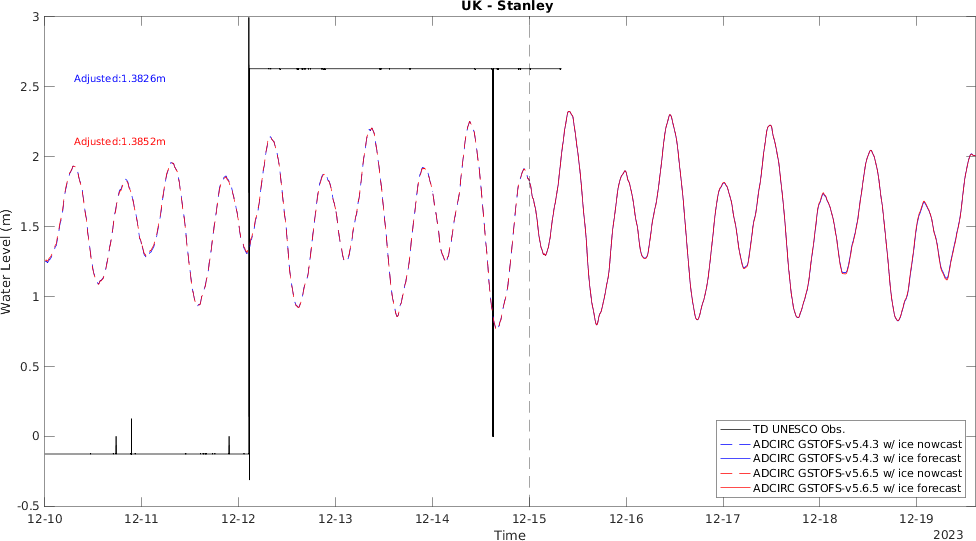 UK - Stanley
3
2.5
2
1.5
1
0.5
0
-0.5
Water Level (m)
Adjusted:1.3826m
Adjusted:1.3852m
TD UNESCO Obs.
ADCIRC GSTOFS-v5.4.3 w/ ice nowcast
ADCIRC GSTOFS-v5.4.3 w/ ice forecast
ADCIRC GSTOFS-v5.6.5 w/ ice nowcast
ADCIRC GSTOFS-v5.6.5 w/ ice forecast
12-10 12-11 12-12 12-13 12-14 12-15 12-16 12-17 12-18 12-19
Time
2023